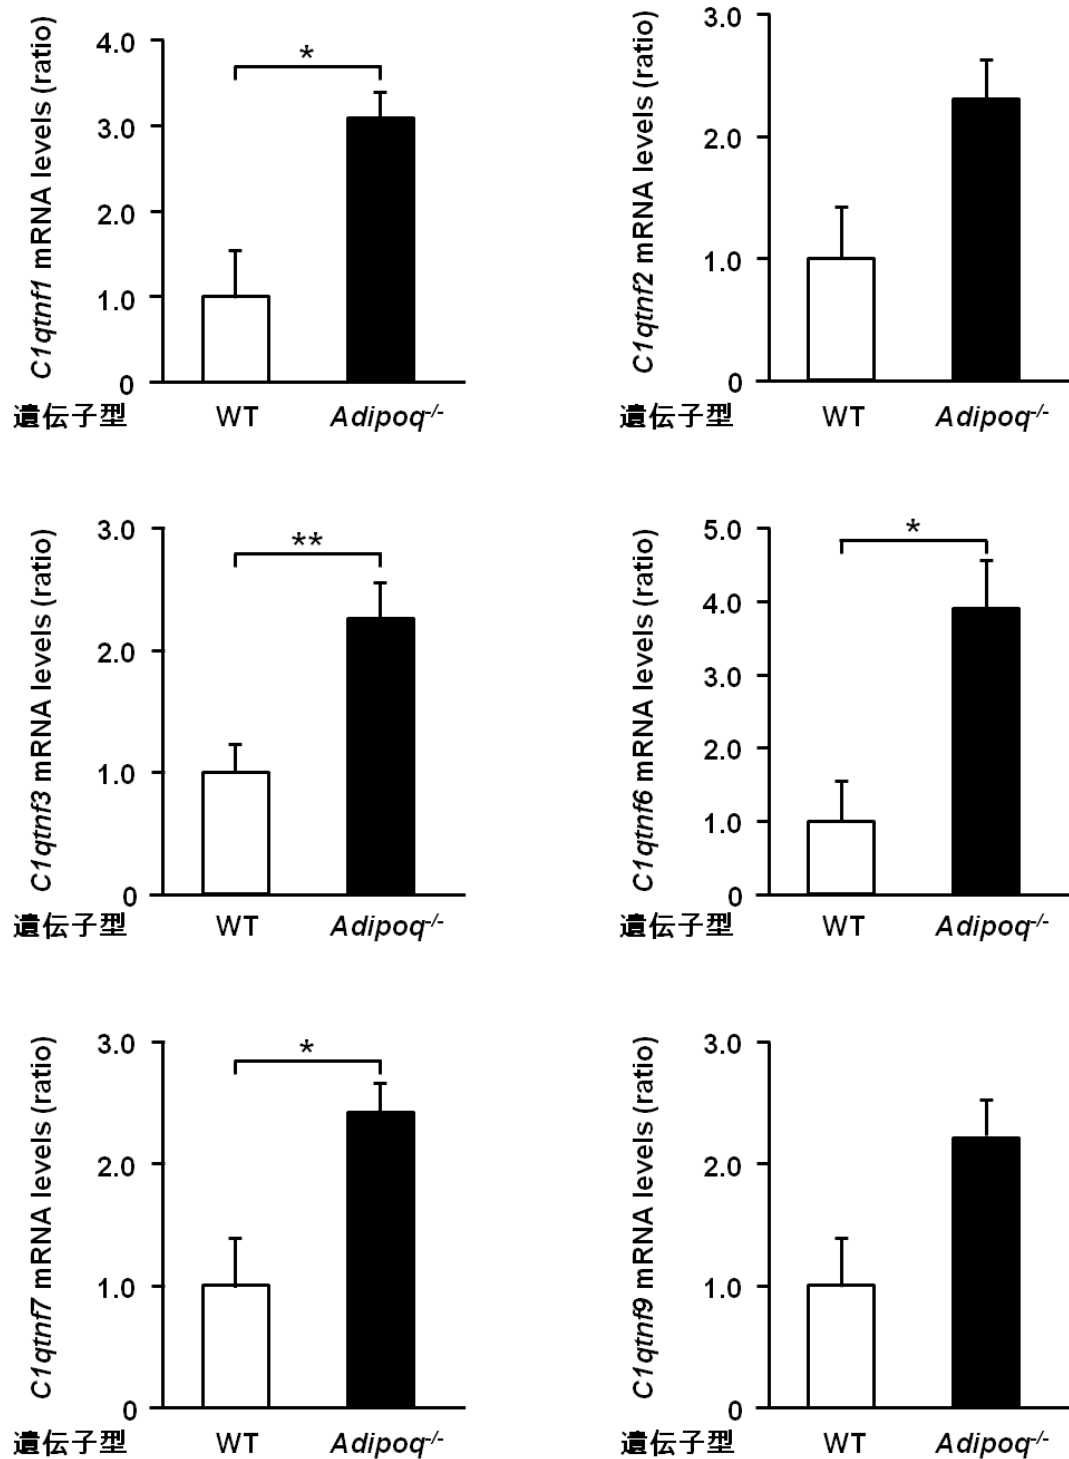 C1qtnf1 mRNA levels (ratio)
4.0
3.0
2.0
1.0
0
*
遺伝子型 WT Adipoq-/-
C1qtnf2 mRNA levels (ratio)
3.0
2.0
1.0
0
遺伝子型 WT Adipoq-/-
C1qtnf3 mRNA levels (ratio)
3.0
2.0
1.0
0
**
遺伝子型 WT Adipoq-/-
C1qtnf6 mRNA levels (ratio)
5.0
4.0
3.0
2.0
1.0
0
*
遺伝子型 WT Adipoq-/-
C1qtnf7 mRNA levels (ratio)
3.0
2.0
1.0
0
*
遺伝子型 WT Adipoq-/-
C1qtnf9 mRNA levels (ratio)
3.0
2.0
1.0
0
遺伝子型 WT Adipoq-/-